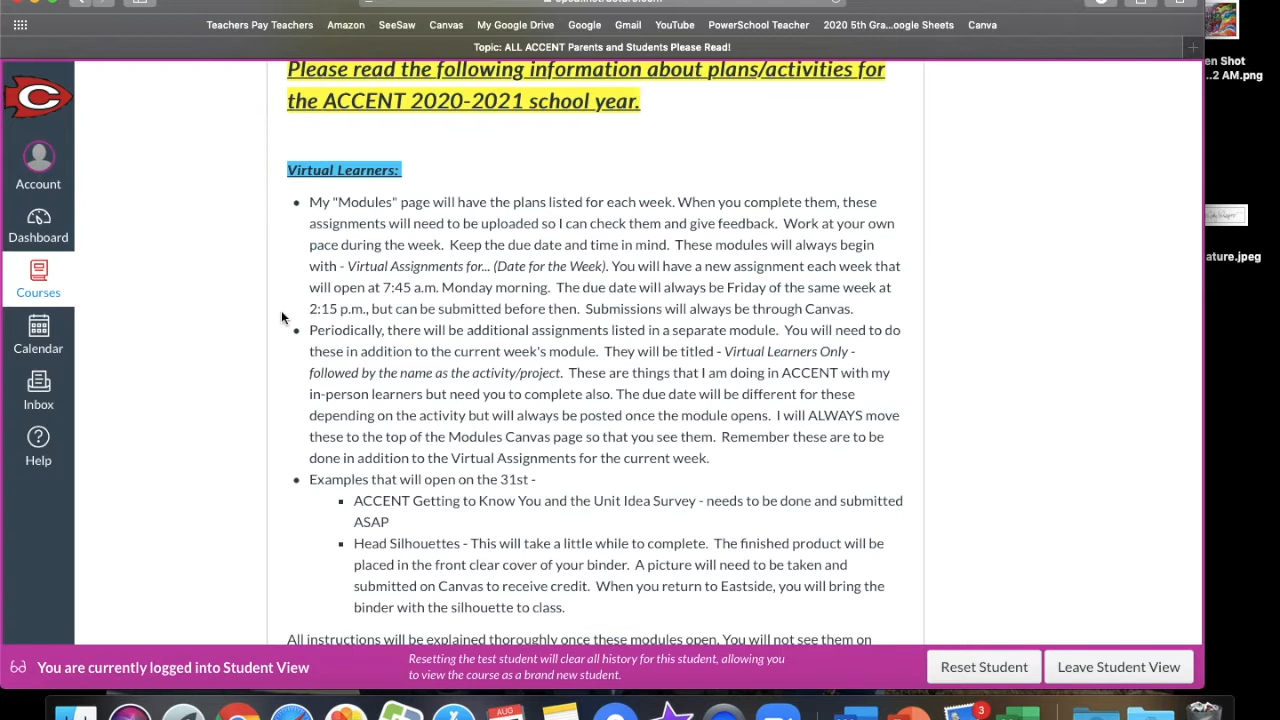 Teachers Pay Teachers Amazon SeeSaw Canvas My Google Drive Google Gmail YouTube PowerSchool Teacher 2020 5th Gra...oogle Sheets Canva
Topic: ALL ACCENT Parents and Students Please Read!
en Shot
...2 AM.png
Please read the following information about plans/activities for
the ACCENT 2020-2021 school year.
C
Account
Dashboard
Courses
Calendar
Inbox
Help
Virtual Learners:
My "Modules" page will have the plans listed for each week. When you complete them, these
assignments will need to be uploaded so I can check them and give feedback. Work at your own
pace during the week. Keep the due date and time in mind. These modules will always begin
with - Virtual Assignments for... (Date for the Week). You will have a new assignment each week that
will open at 7:45 a.m. Monday morning. The due date will always be Friday of the same week at
2:15 p.m., but can be submitted before then. Submissions will always be through Canvas.
Periodically, there will be additional assignments listed in a separate module. You will need to do
these in addition to the current week's module. They will be titled - Virtual Learners Only -
followed by the name as the activity/project. These are things that I am doing in ACCENT with my
in-person learners but need you to complete also. The due date will be different for these
depending on the activity but will always be posted once the module opens. I will ALWAYS move
these to the top of the Modules Canvas page so that you see them. Remember these are to be
done in addition to the Virtual Assignments for the current week.
Examples that will open on the 31st -
ACCENT Getting to Know You and the Unit Idea Survey - needs to be done and submitted
ASAP
Head Silhouettes - This will take a little while to complete. The finished product will be
placed in the front clear cover of your binder. A picture will need to be taken and
submitted on Canvas to receive credit. When you return to Eastside, you will bring the
binder with the silhouette to class.
All instructions will be explained thoroughly once these modules open. You will not see them on
ature.jpeg
You are currently logged into Student View
Resetting the test student will clear all history for this student, allowing you
to view the course as a brand new student.
Reset Student
Leave Student View
AUG
3